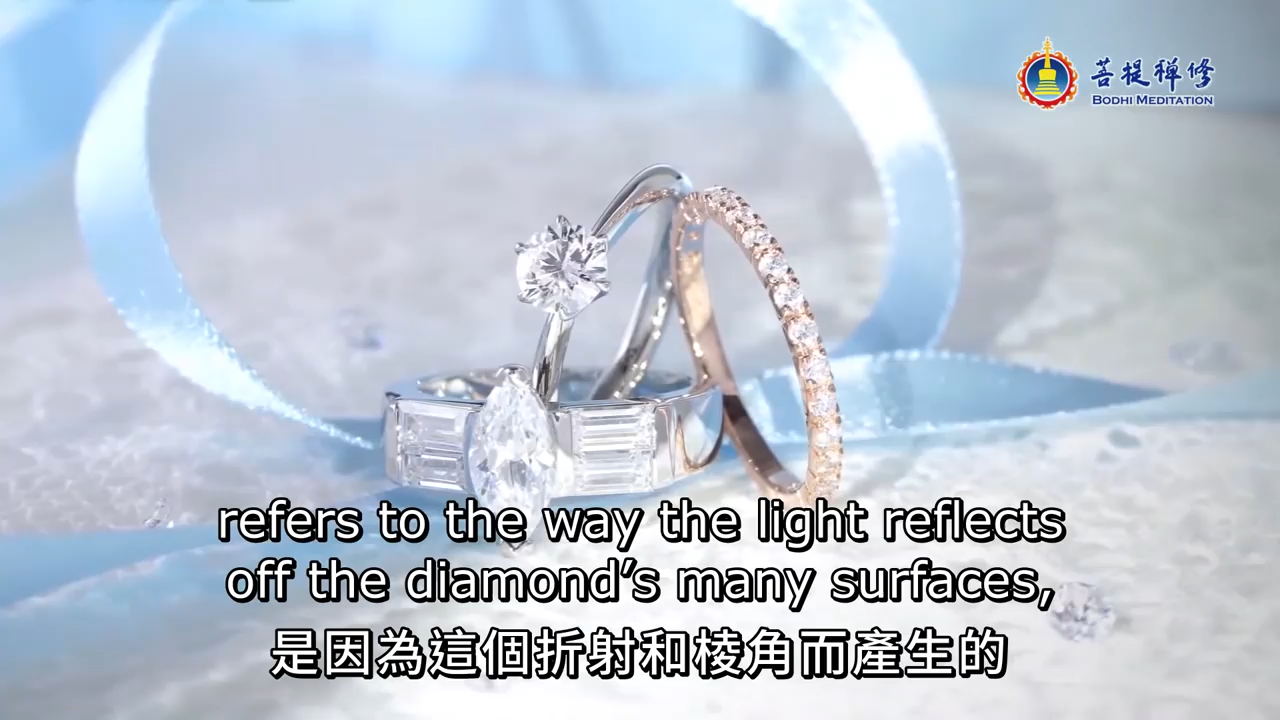 菩提禪修
BODHI MEDITATION
refers to the way the light reflects
off the diamond’s many surfaces,
是因為這個折射和棱角而產生的